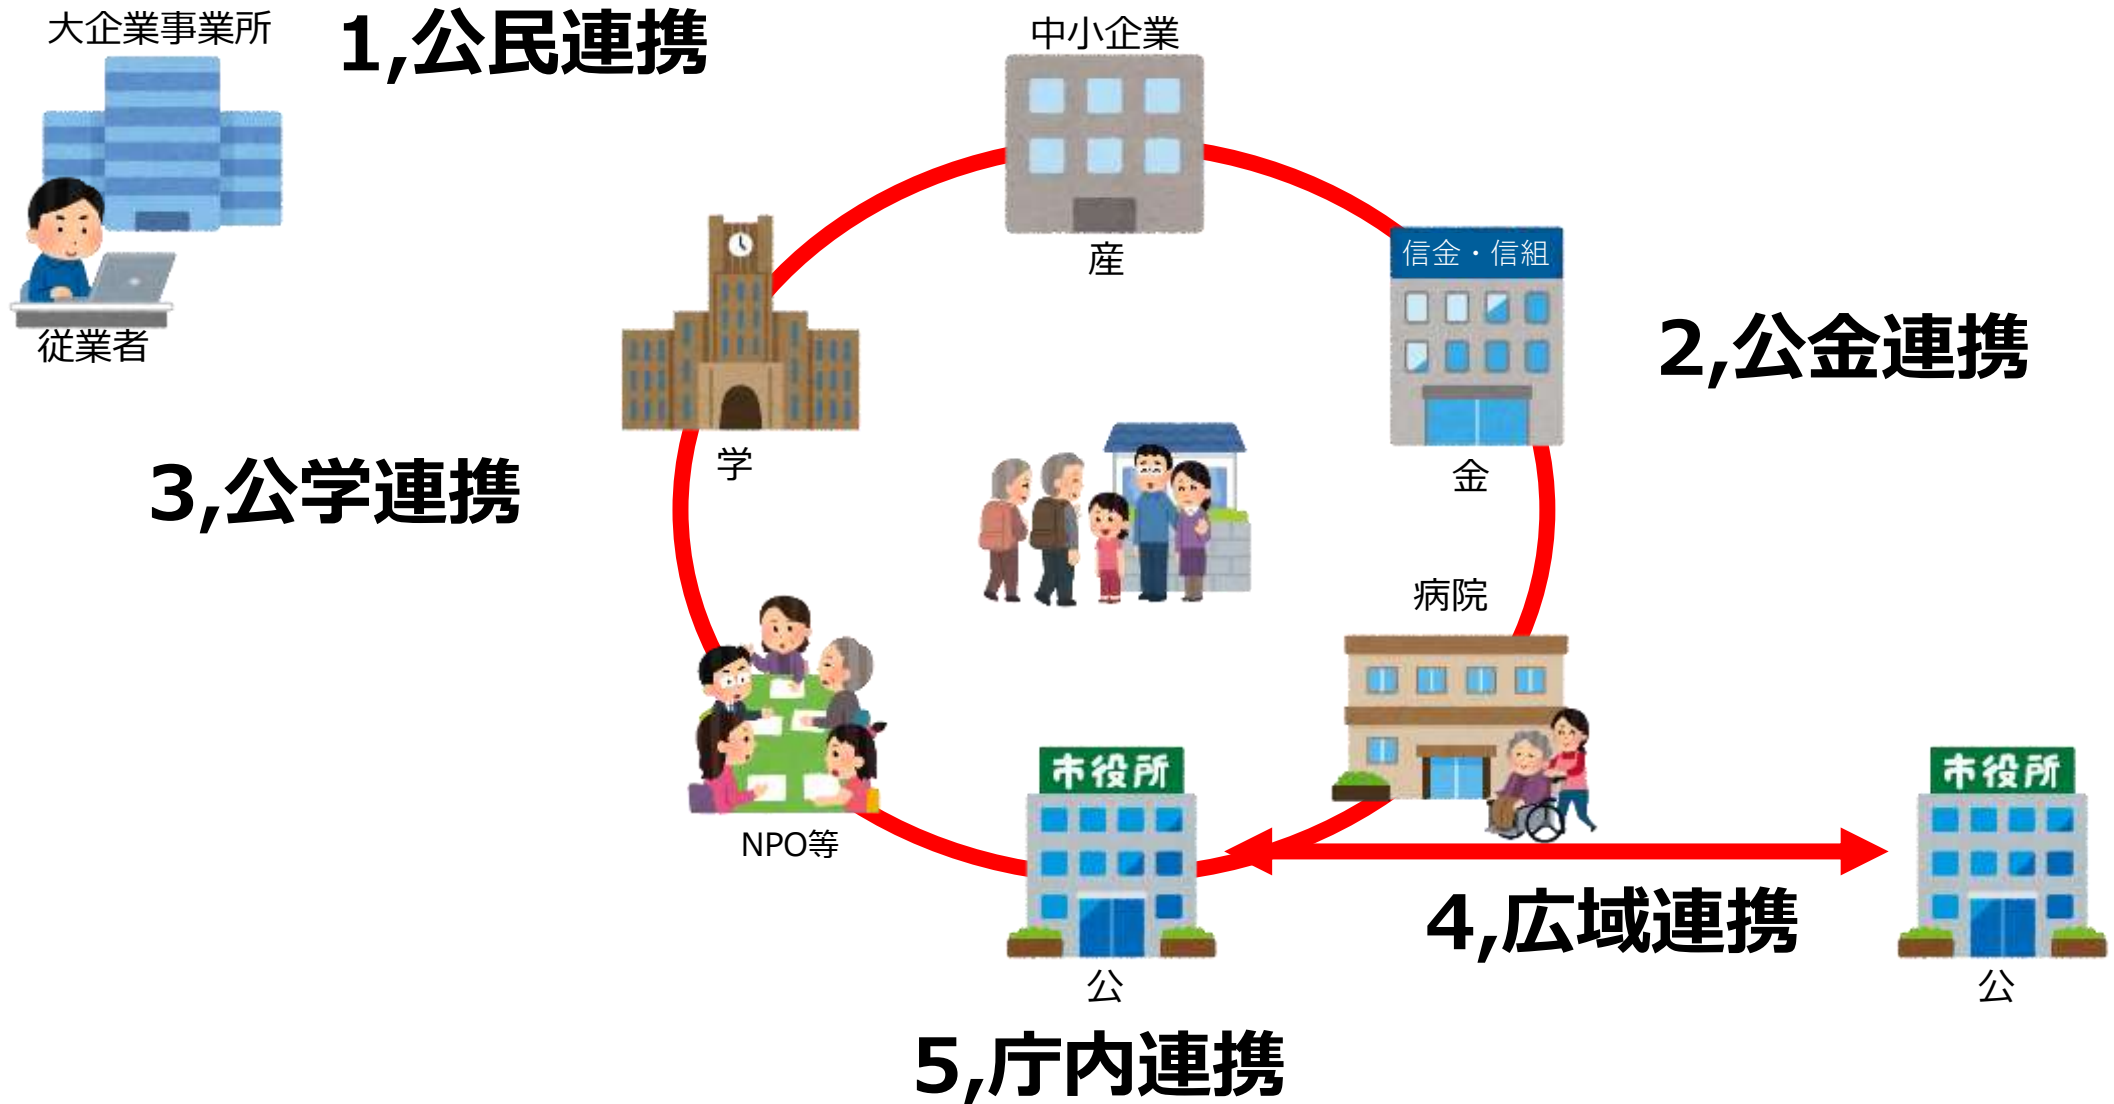 大企業事業所
1,公民連携
中小企業
従業者
産
信金・信組
2,公金連携
学
3,公学連携
金
病院
NPO等
市役所
市役所
4,広域連携
公
公
5,庁内連携